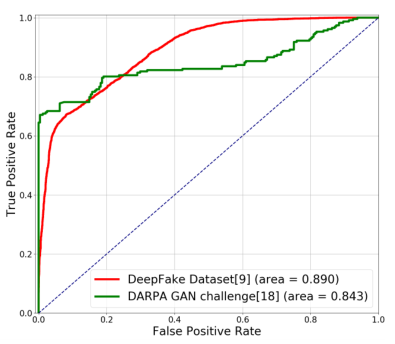 1.0
0.8
0.6
0.4
0.2
0.0
True Positive Rate
DeepFake Dataset[9] (area = 0.890)
DARPA GAN challenge[18] (area = 0.843)
0.0 0.2 0.4 0.6 0.8 1.0
False Positive Rate